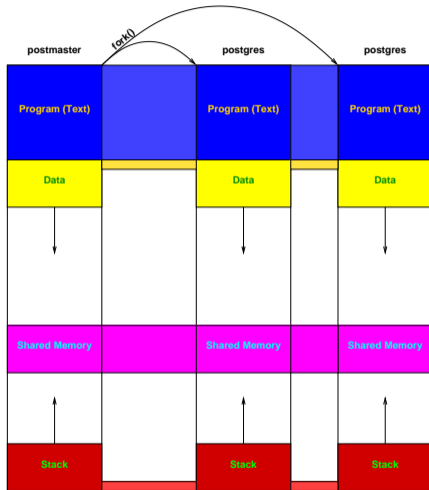 postmaster
fork()
postgres
postgres
Program (Text)
Program (Text)
Program (Text)
Data
Data
Data
Shared Memory
Shared Memory
Shared Memory
Stack
Stack
Stack